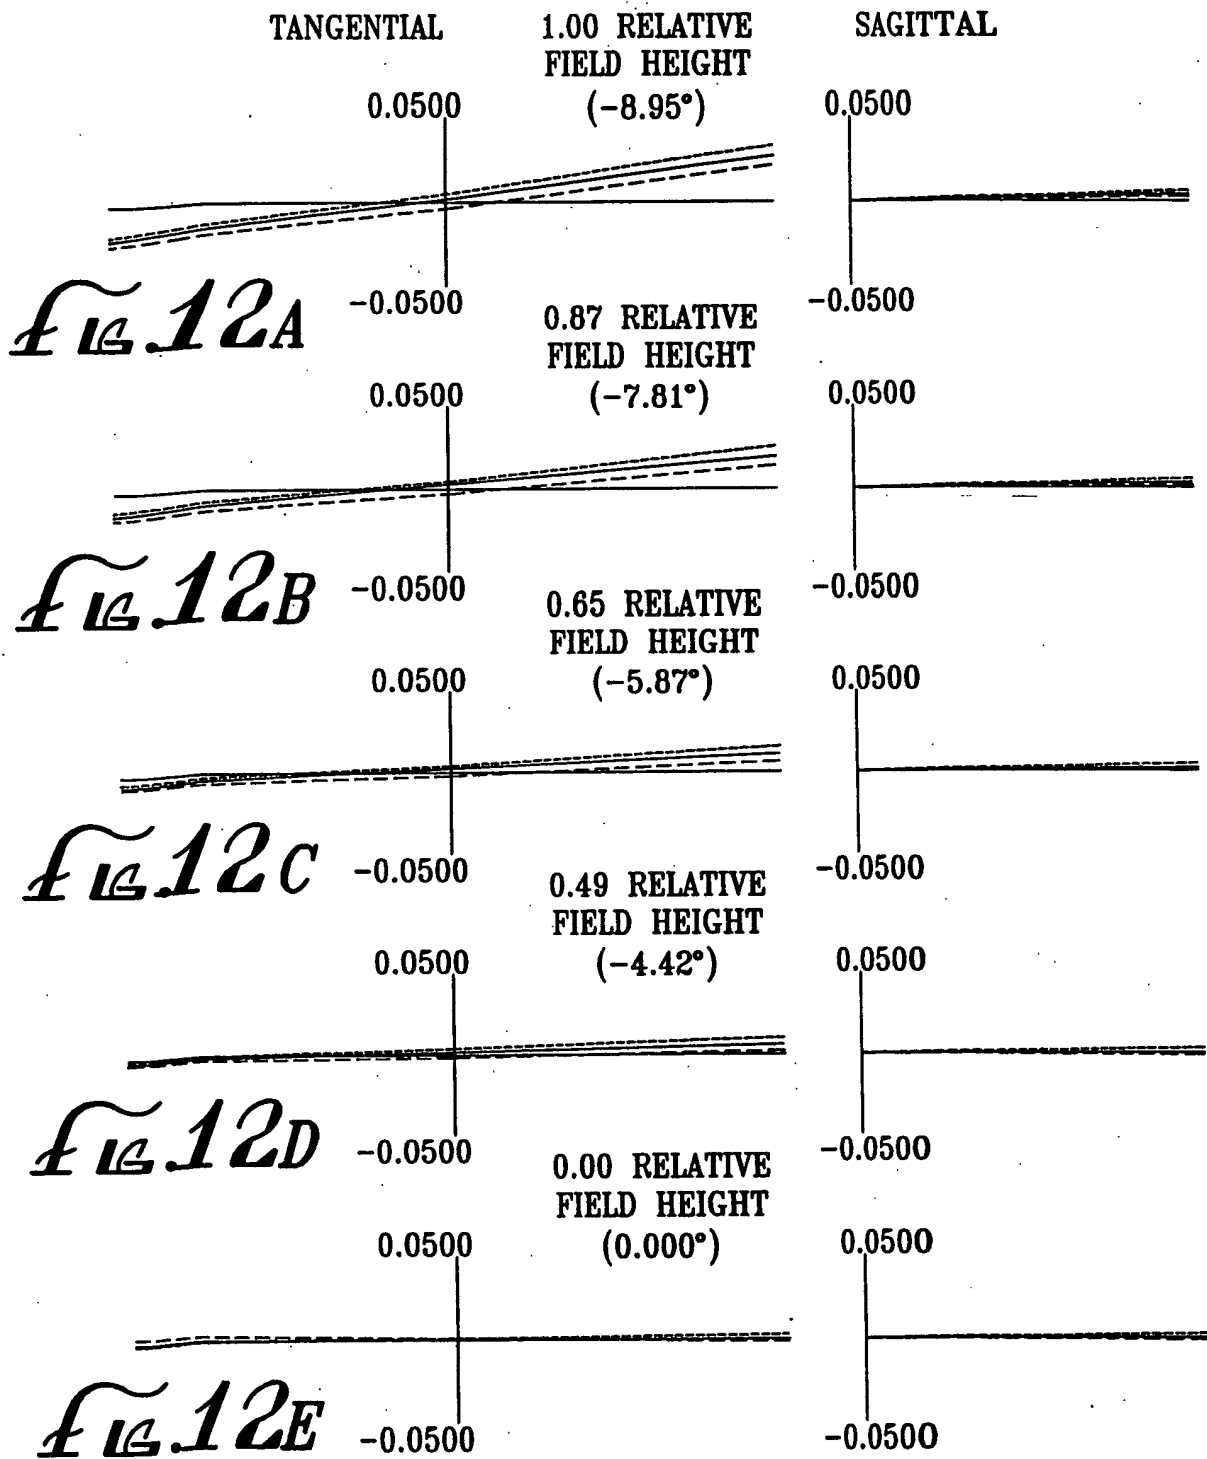 TANGENTIAL 1.00 RELATIVE SAGITTAL
FIELD HEIGHT
0.0500 (-8.95°) 0.0500
FIG.12A -0.0500 -0.0500
0.87 RELATIVE
FIELD HEIGHT
0.0500 (-7.81°) 0.0500
FIG.12B -0.0500 -0.0500
0.65 RELATIVE
FIELD HEIGHT
0.0500 (-5.87°) 0.0500
FIG.12C -0.0500 -0.0500
0.49 RELATIVE
FIELD HEIGHT
0.0500 (-4.42°) 0.0500
FIG.12D -0.0500 -0.0500
0.00 RELATIVE
FIELD HEIGHT
0.0500 (0.000°) 0.0500
FIG.12E -0.0500 -0.0500